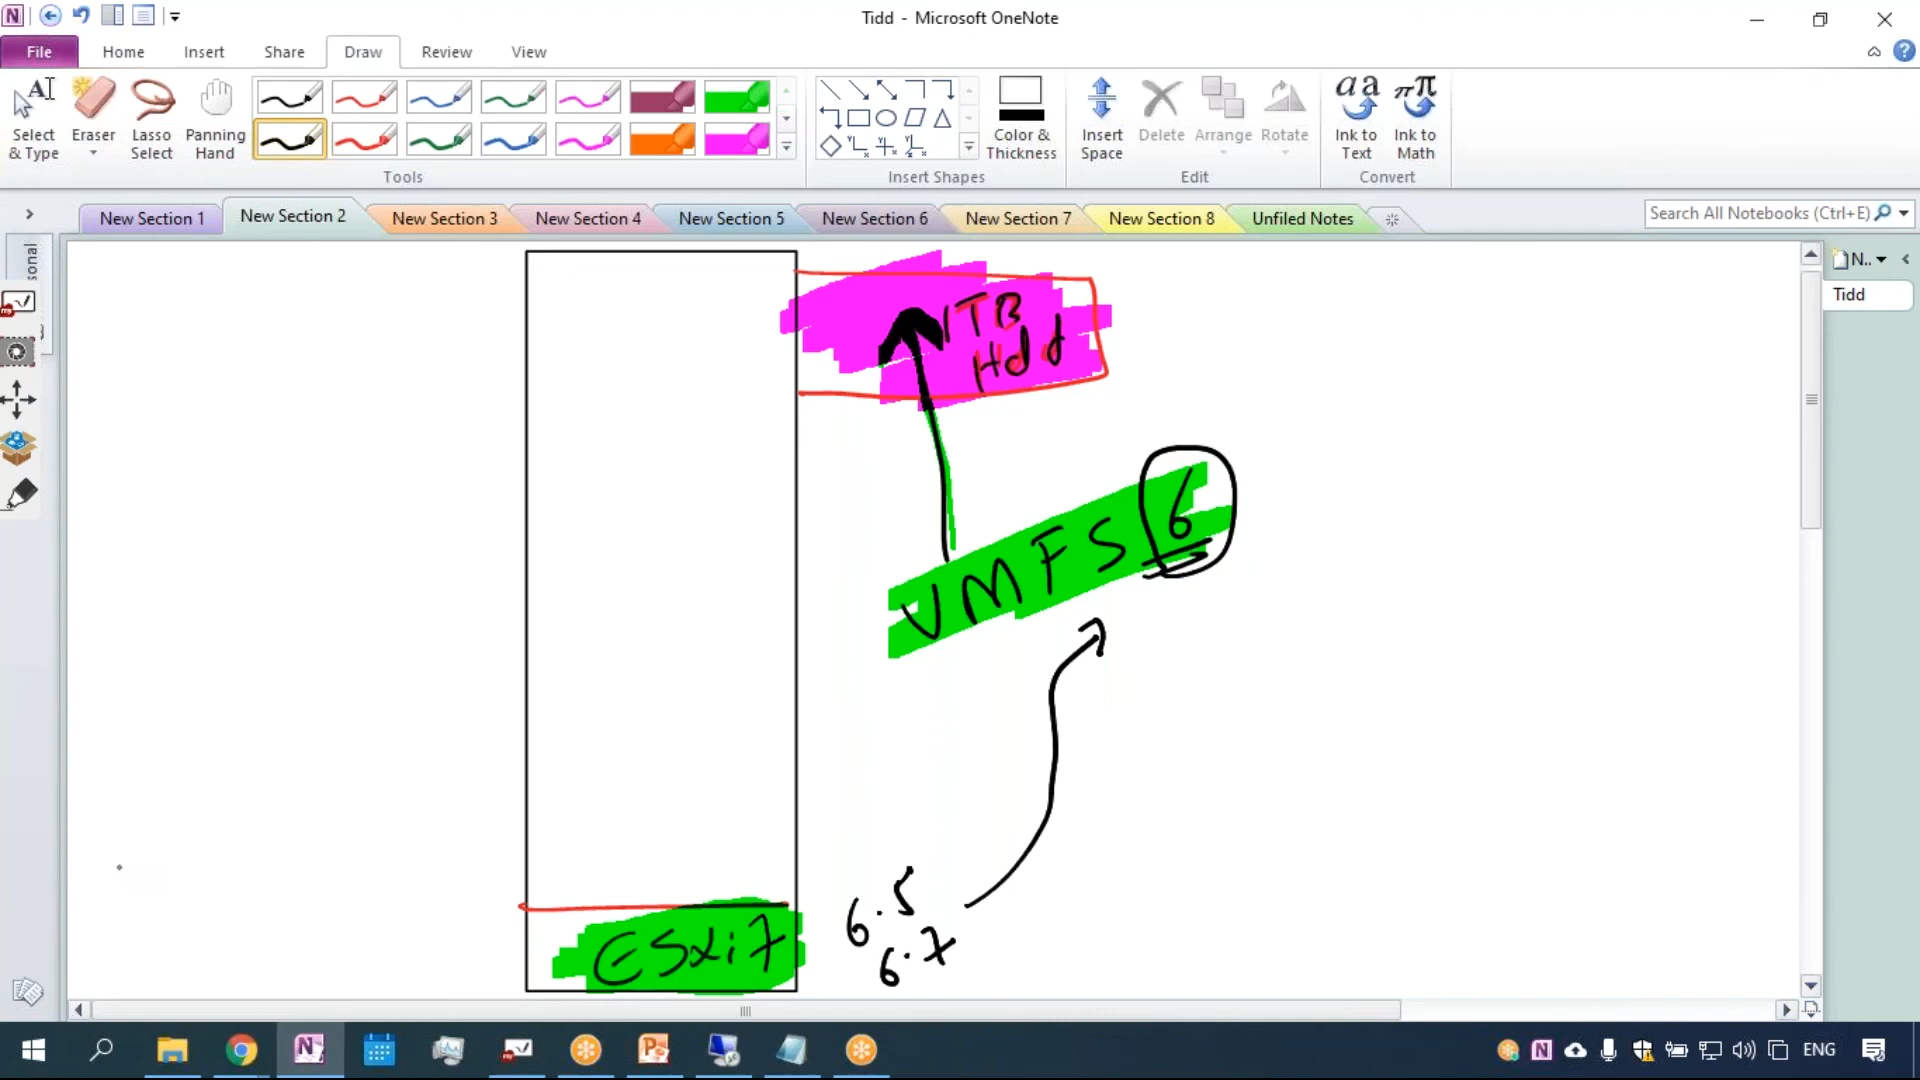 Tidd - Microsoft OneNote
File Home Insert Share Draw Review View
Select & Type
Eraser
Lasso Select
Panning Hand
Color & Thickness
Insert Space
Delete
Arrange
Rotate
Ink to Text
Ink to Math
Tools
Insert Shapes
Edit
Convert
New Section 1 New Section 2 New Section 3 New Section 4 New Section 5 New Section 6 New Section 7 New Section 8 Unfiled Notes
Search All Notebooks (Ctrl+E)
sonal
N..
Tidd
1TB
Hdd
VMFS 6
6.5
6.7
ESXi 7
ENG